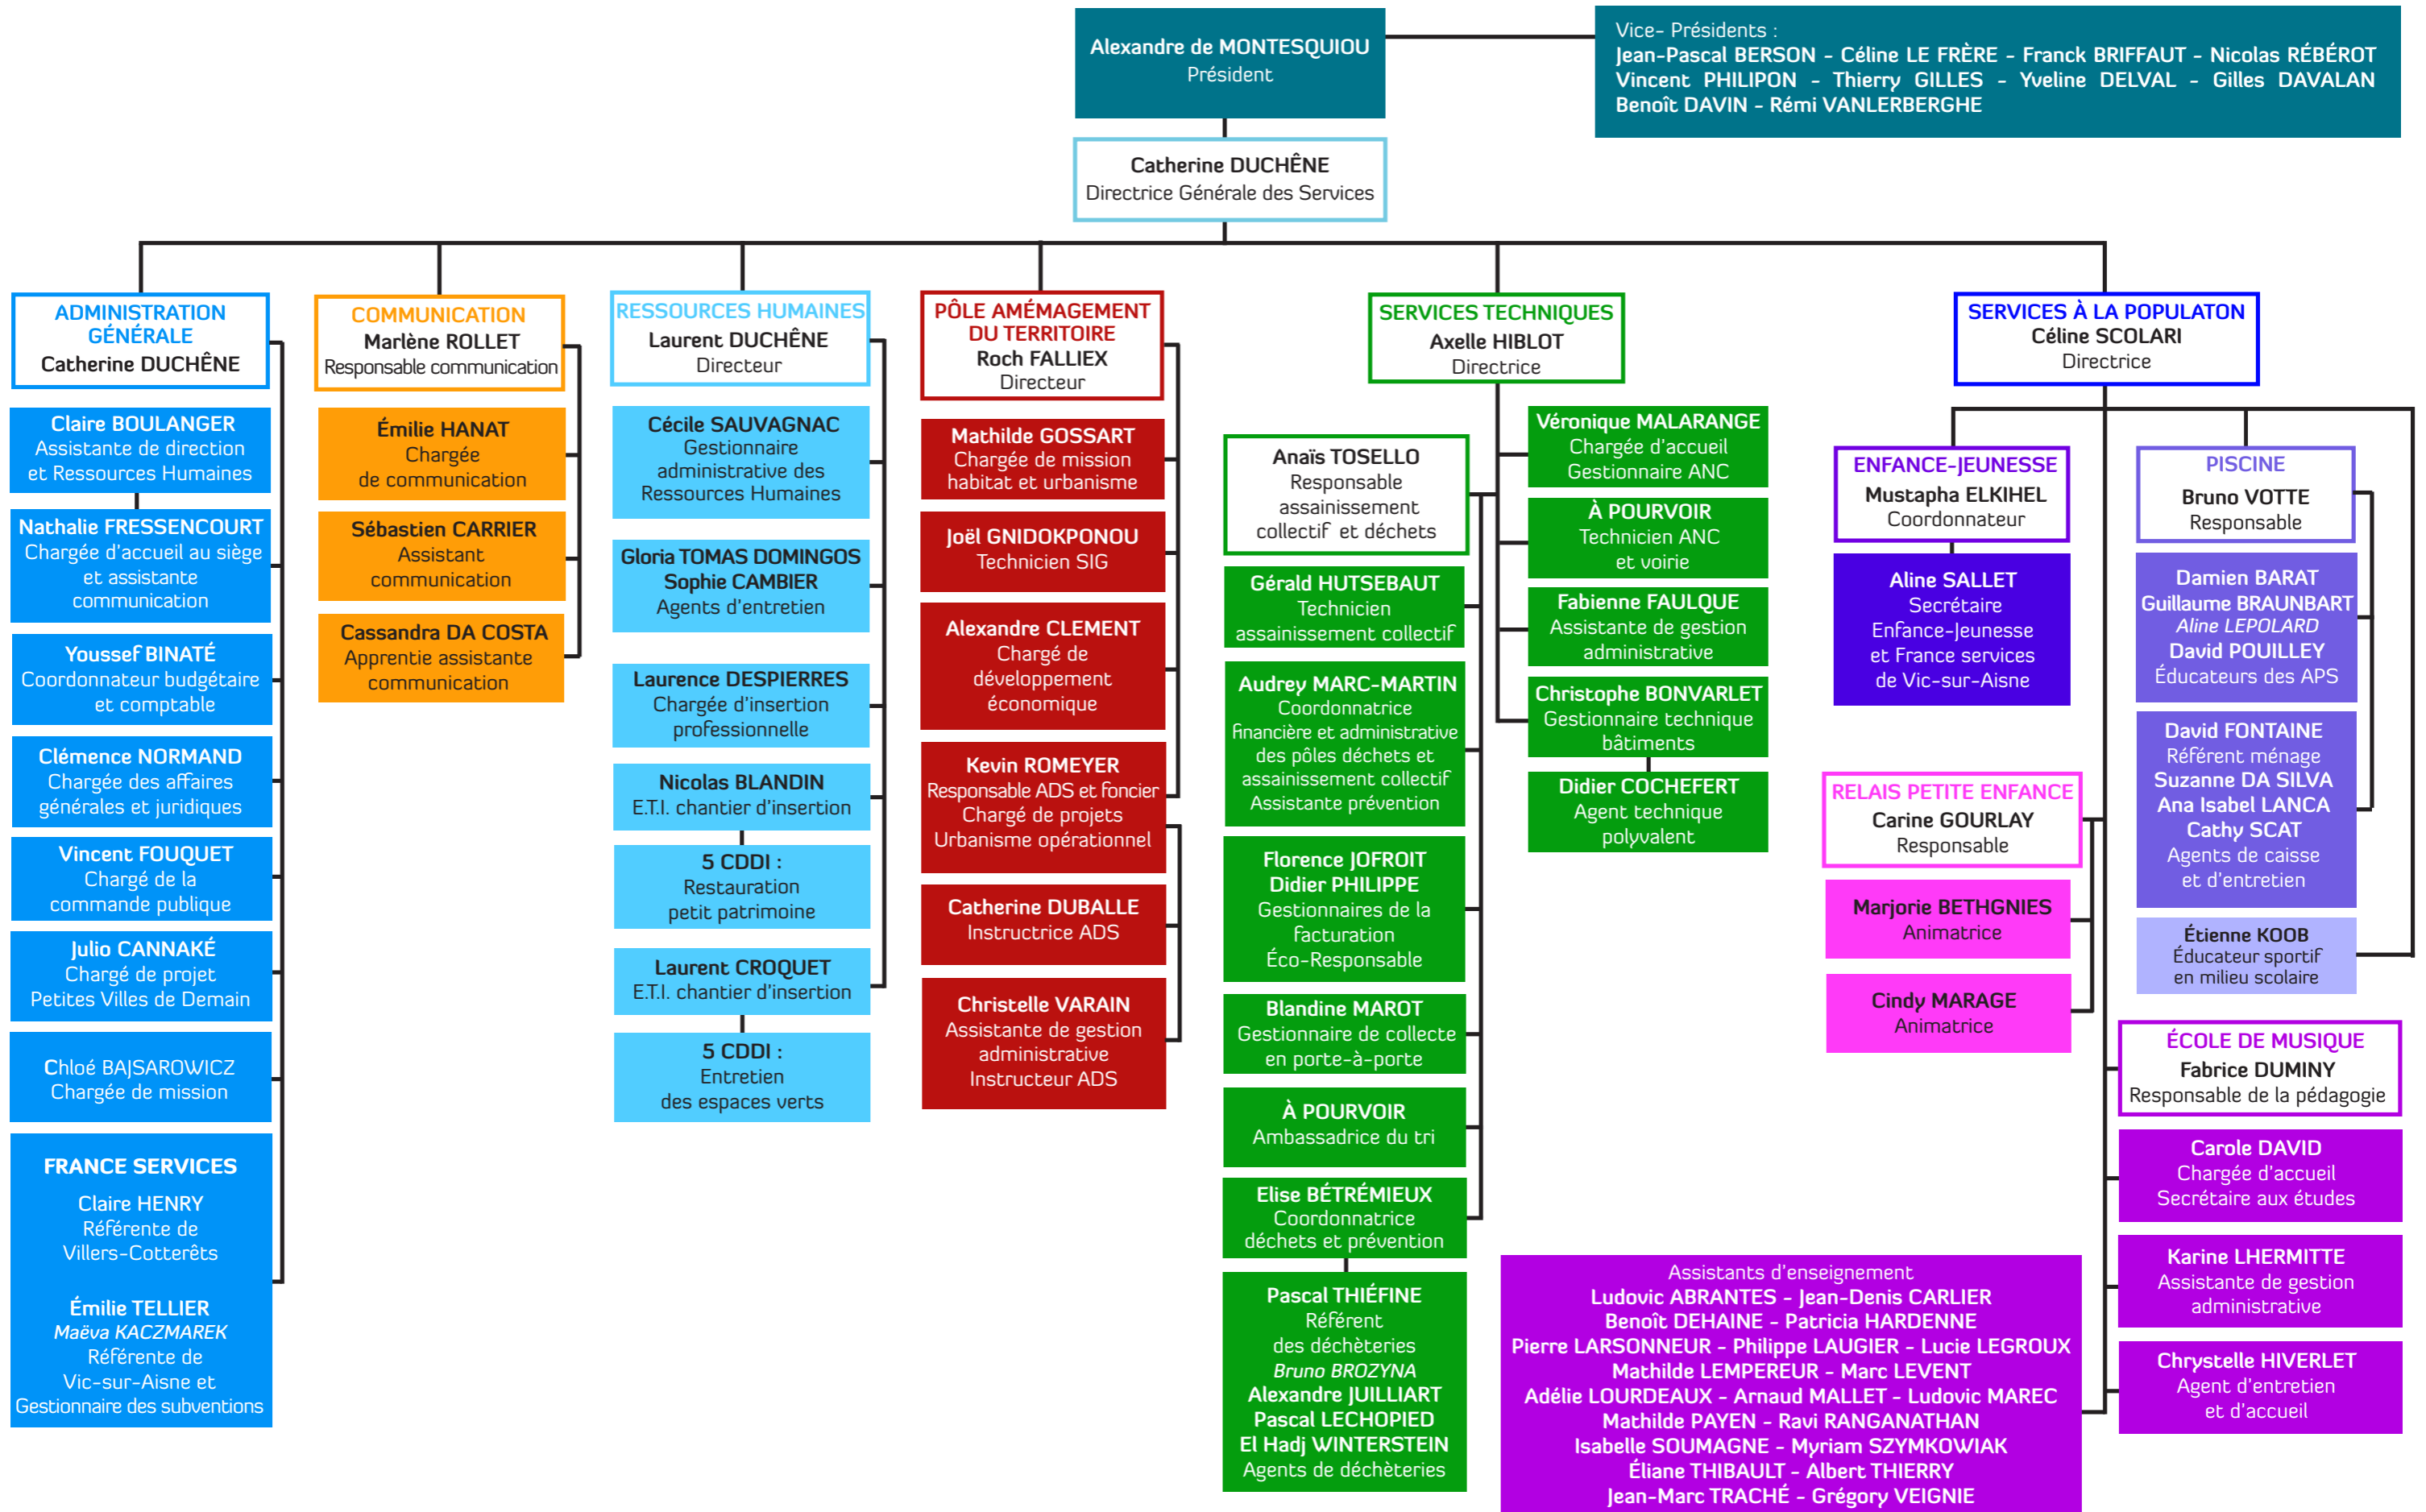 Alexandre de MONTESQUIOU
Président
Vice- Présidents :
Jean-Pascal BERSON - Céline LE FRÈRE - Franck BRIFFAUT - Nicolas RÉBÉROT
Vincent PHILIPON - Thierry GILLES - Yveline DELVAL - Gilles DAVALAN
Benoît DAVIN - Rémi VANLERBERGHE
Catherine DUCHÊNE
Directrice Générale des Services
ADMINISTRATION
GÉNÉRALE
Catherine DUCHÊNE
Claire BOULANGER
Assistante de direction
et Ressources Humaines
Nathalie FRESSENCOURT
Chargée d'accueil au siège
et assistante
communication
Youssef BINATÉ
Coordonnateur budgétaire
et comptable
Clémence NORMAND
Chargée des affaires
générales et juridiques
Vincent FOUQUET
Chargé de la
commande publique
Julio CANNAKÉ
Chargé de projet
Petites Villes de Demain
Chloé BAJSAROWICZ
Chargée de mission
FRANCE SERVICES
Claire HENRY
Référente de
Villers-Cotterêts
Émilie TELLIER
Maëva KACZMAREK
Référente de
Vic-sur-Aisne et
Gestionnaire des subventions
COMMUNICATION
Marlène ROLLET
Responsable communication
Émilie HANAT
Chargée
de communication
Sébastien CARRIER
Assistant
communication
Cassandra DA COSTA
Apprentie assistante
communication
RESSOURCES HUMAINES
Laurent DUCHÊNE
Directeur
Cécile SAUVAGNAC
Gestionnaire
administrative des
Ressources Humaines
Gloria TOMAS DOMINGOS
Sophie CAMBIER
Agents d'entretien
Laurence DESPIERRES
Chargée d'insertion
professionnelle
Nicolas BLANDIN
E.T.I. chantier d'insertion
5 CDDI :
Restauration
petit patrimoine
Laurent CROQUET
E.T.I. chantier d'insertion
5 CDDI :
Entretien
des espaces verts
PÔLE AMÉMAGEMENT
DU TERRITOIRE
Roch FALLIEX
Directeur
Mathilde GOSSART
Chargée de mission
habitat et urbanisme
Joël GNIDOKPONOU
Technicien SIG
Alexandre CLEMENT
Chargé de
développement
économique
Kevin ROMEYER
Responsable ADS et foncier
Chargé de projets
Urbanisme opérationnel
Catherine DUBALLE
Instructrice ADS
Christelle VARAIN
Assistante de gestion
administrative
Instructeur ADS
SERVICES TECHNIQUES
Axelle HIBLOT
Directrice
Anaïs TOSELLO
Responsable
assainissement
collectif et déchets
Gérald HUTSEBAUT
Technicien
assainissement collectif
Audrey MARC-MARTIN
Coordonnatrice
financière et administrative
des pôles déchets et
assainissement collectif
Assistante prévention
Florence JOFROIT
Didier PHILIPPE
Gestionnaires de la
facturation
Éco-Responsable
Blandine MAROT
Gestionnaire de collecte
en porte-à-porte
À POURVOIR
Ambassadrice du tri
Elise BÉTRÉMIEUX
Coordonnatrice
déchets et prévention
Pascal THIÉFINE
Référent
des déchèteries
Bruno BROZYNA
Alexandre JUILLIART
Pascal LECHOPIED
El Hadj WINTERSTEIN
Agents de déchèteries
Véronique MALARANGE
Chargée d'accueil
Gestionnaire ANC
À POURVOIR
Technicien ANC
et voirie
Fabienne FAULQUE
Assistante de gestion
administrative
Christophe BONVARLET
Gestionnaire technique
bâtiments
Didier COCHEFERT
Agent technique
polyvalent
SERVICES À LA POPULATON
Céline SCOLARI
Directrice
ENFANCE-JEUNESSE
Mustapha ELKIHEL
Coordonnateur
Aline SALLET
Secrétaire
Enfance-Jeunesse
et France services
de Vic-sur-Aisne
RELAIS PETITE ENFANCE
Carine GOURLAY
Responsable
Marjorie BETHGNIES
Animatrice
Cindy MARAGE
Animatrice
PISCINE
Bruno VOTTE
Responsable
Damien BARAT
Guillaume BRAUNBART
Aline LEPOLARD
David POUILLEY
Éducateurs des APS
David FONTAINE
Référent ménage
Suzanne DA SILVA
Ana Isabel LANCA
Cathy SCAT
Agents de caisse
et d'entretien
Étienne KOOB
Éducateur sportif
en milieu scolaire
ÉCOLE DE MUSIQUE
Fabrice DUMINY
Responsable de la pédagogie
Carole DAVID
Chargée d'accueil
Secrétaire aux études
Karine LHERMITTE
Assistante de gestion
administrative
Chrystelle HIVERLET
Agent d'entretien
et d'accueil
Assistants d'enseignement
Ludovic ABRANTES - Jean-Denis CARLIER
Benoît DEHAINE - Patricia HARDENNE
Pierre LARSONNEUR - Philippe LAUGIER - Lucie LEGROUX
Mathilde LEMPEREUR - Marc LEVENT
Adélie LOURDEAUX - Arnaud MALLET - Ludovic MAREC
Mathilde PAYEN - Ravi RANGANATHAN
Isabelle SOUMAGNE - Myriam SZYMKOWIAK
Éliane THIBAULT - Albert THIERRY
Jean-Marc TRACHÉ - Grégory VEIGNIE